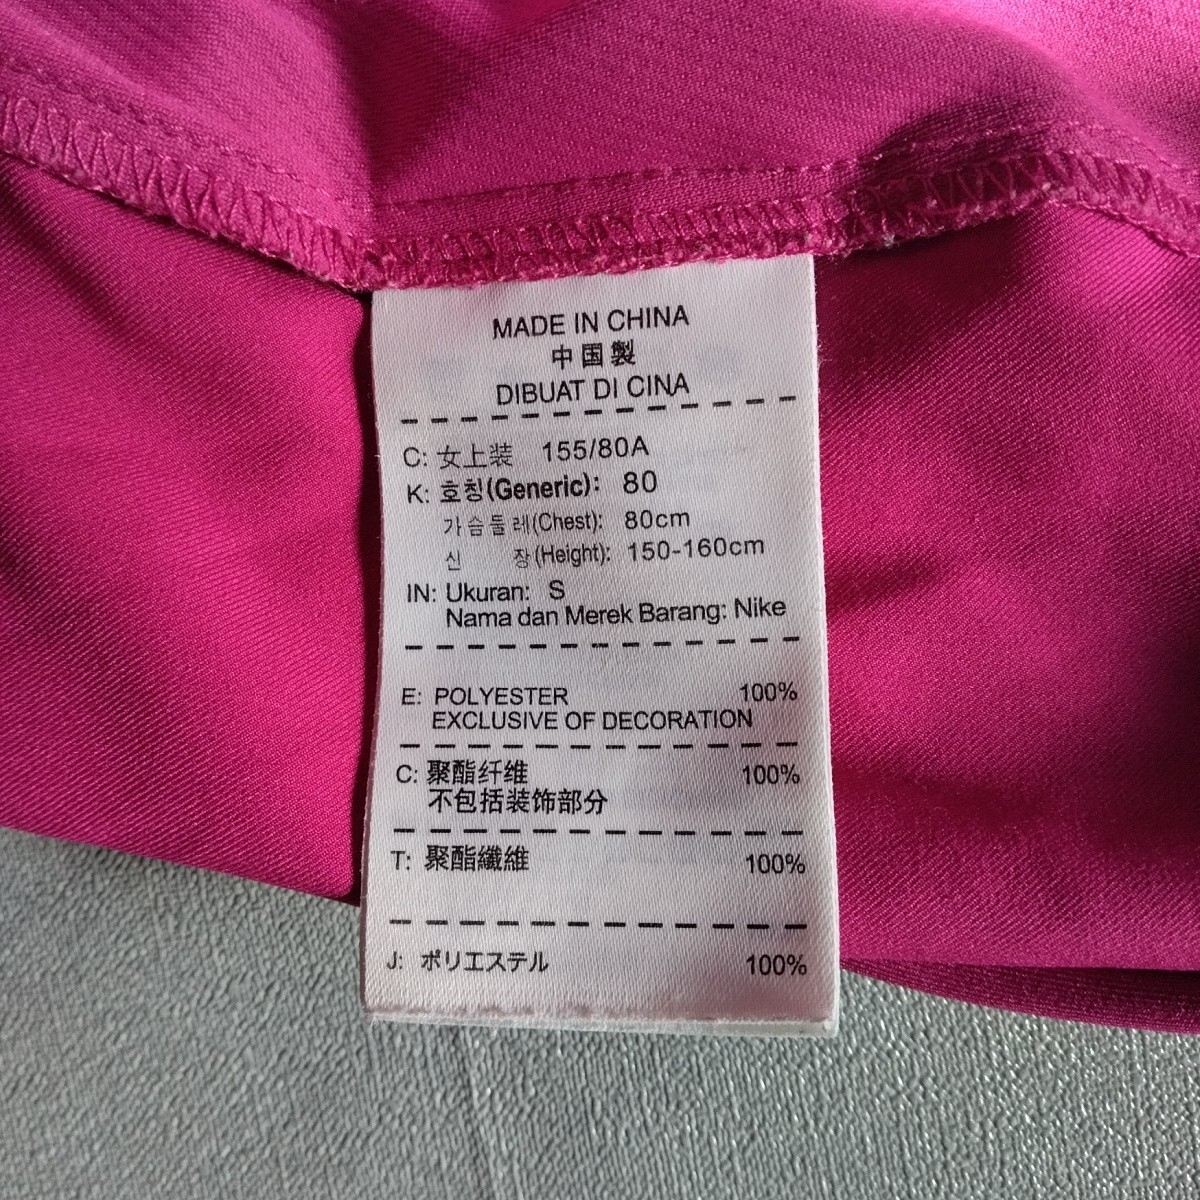 MADE IN CHINA
中国製
DIBUAT DI CINA
C: 女上装 155/80A
K: 호칭(Generic): 80
가슴둘레(Chest): 80cm
신 장(Height): 150-160cm
IN: Ukuran: S
Nama dan Merek Barang: Nike
E: POLYESTER 100%
EXCLUSIVE OF DECORATION
C: 聚酯纤维 100%
不包括装饰部分
T: 聚酯纖維 100%
J: ポリエステル 100%